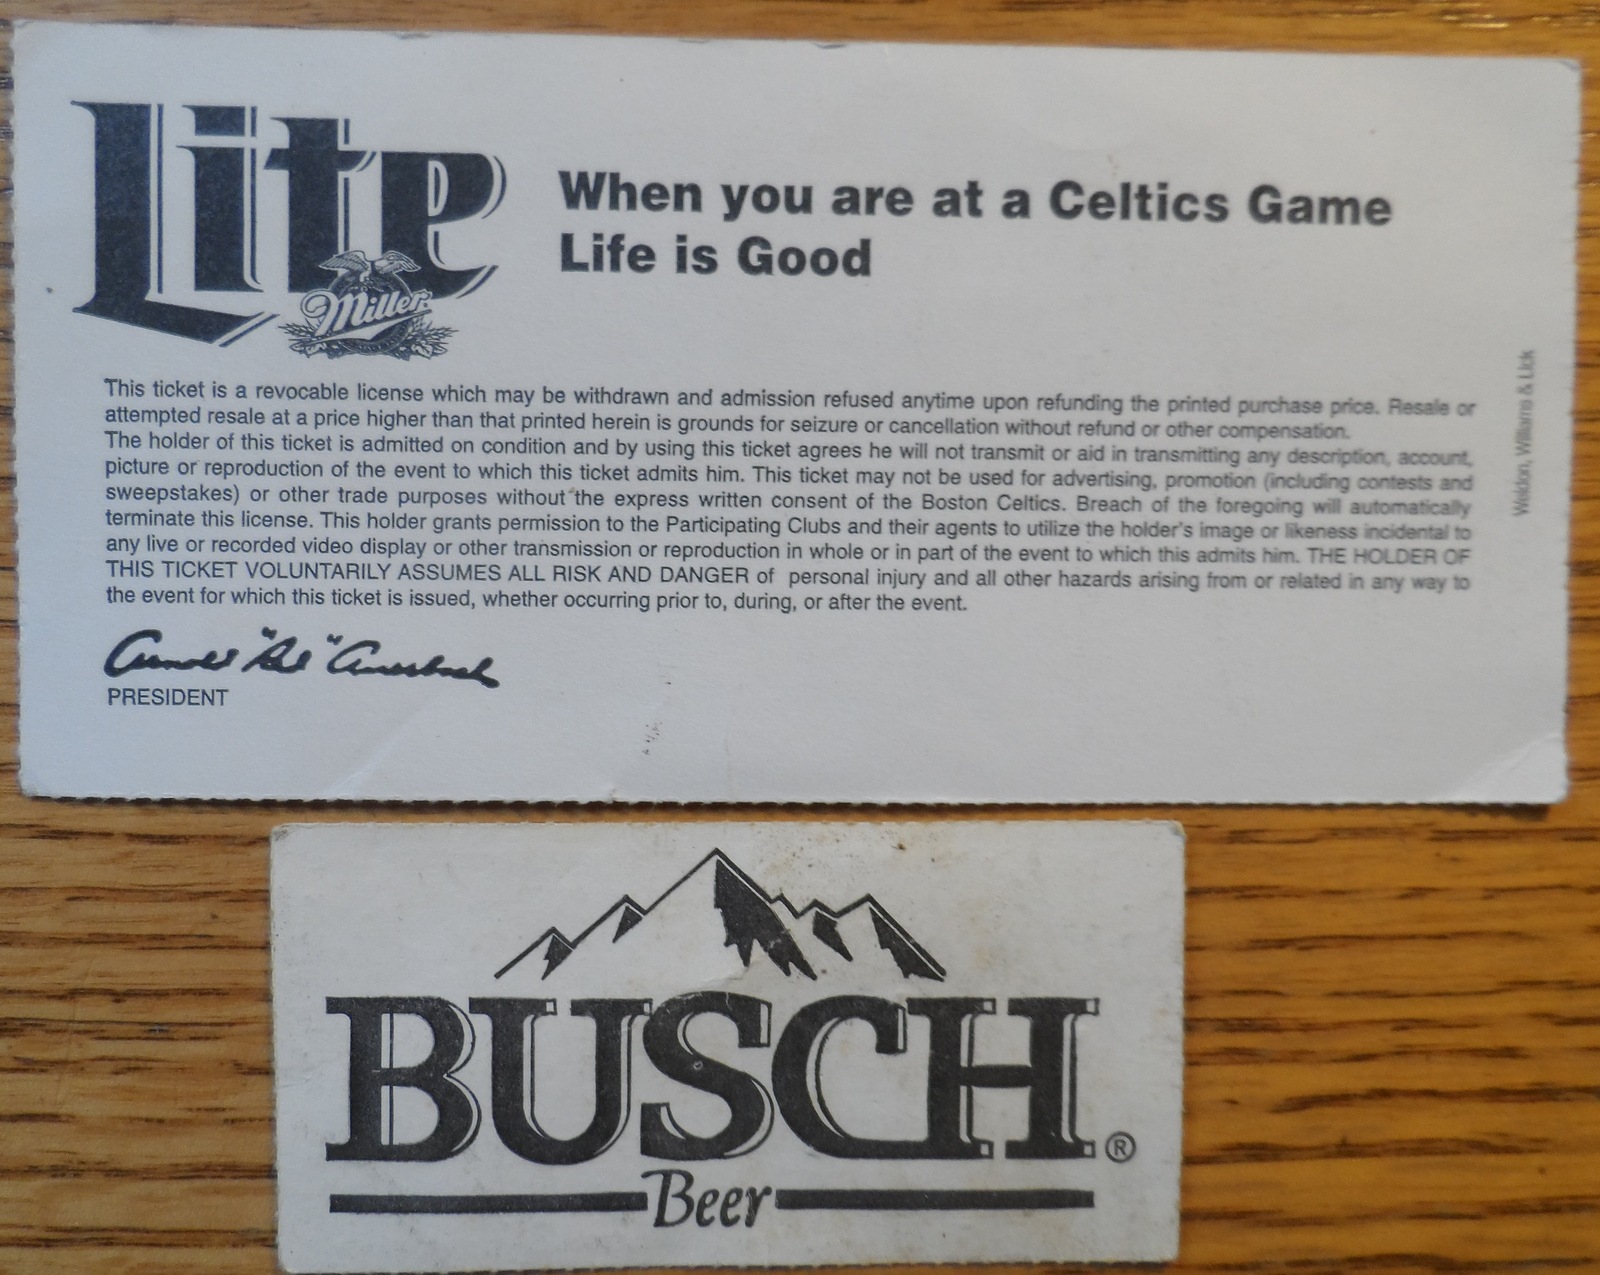 Lite
Miller
When you are at a Celtics Game
Life is Good
This ticket is a revocable license which may be withdrawn and admission refused anytime upon refunding the printed purchase price. Resale or
attempted resale at a price higher than that printed herein is grounds for seizure or cancellation without refund or other compensation.
The holder of this ticket is admitted on condition and by using this ticket agrees he will not transmit or aid in transmitting any description, account,
picture or reproduction of the event to which this ticket admits him. This ticket may not be used for advertising, promotion (including contests and
sweepstakes) or other trade purposes without the express written consent of the Boston Celtics. Breach of the foregoing will automatically
terminate this license. This holder grants permission to the Participating Clubs and their agents to utilize the holder's image or likeness incidental to
any live or recorded video display or other transmission or reproduction in whole or in part of the event to which this admits him. THE HOLDER OF
THIS TICKET VOLUNTARILY ASSUMES ALL RISK AND DANGER of personal injury and all other hazards arising from or related in any way to
the event for which this ticket is issued, whether occurring prior to, during, or after the event.
Arnold "Red" Auerbach
PRESIDENT
Weldon, Williams & Lick
BUSCH®
Beer